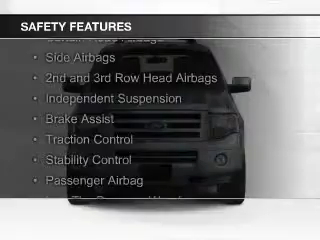 SAFETY FEATURES
• Side Airbags
• 2nd and 3rd Row Head Airbags
• Independent Suspension
• Brake Assist
• Traction Control
• Stability Control
• Passenger Airbag